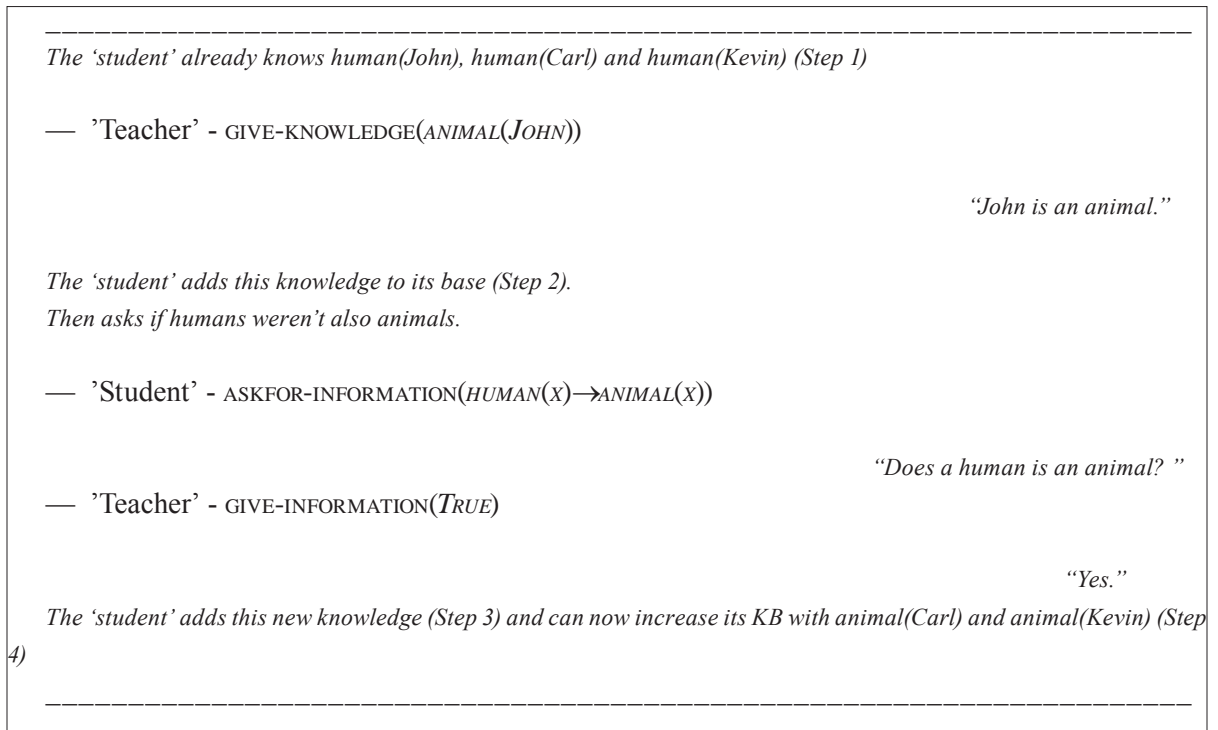 The ‘student’ already knows human(John), human(Carl) and human(Kevin) (Step 1)
— ’Teacher’ - GIVE-KNOWLEDGE(ANIMAL(JOHN))
“John is an animal.”
The ‘student’ adds this knowledge to its base (Step 2).
Then asks if humans weren’t also animals.
— ’Student’ - ASKFOR-INFORMATION(HUMAN(X)→ANIMAL(X))
“Does a human is an animal? ”
— ’Teacher’ - GIVE-INFORMATION(TRUE)
“Yes.”
The ‘student’ adds this new knowledge (Step 3) and can now increase its KB with animal(Carl) and animal(Kevin) (Step
4)